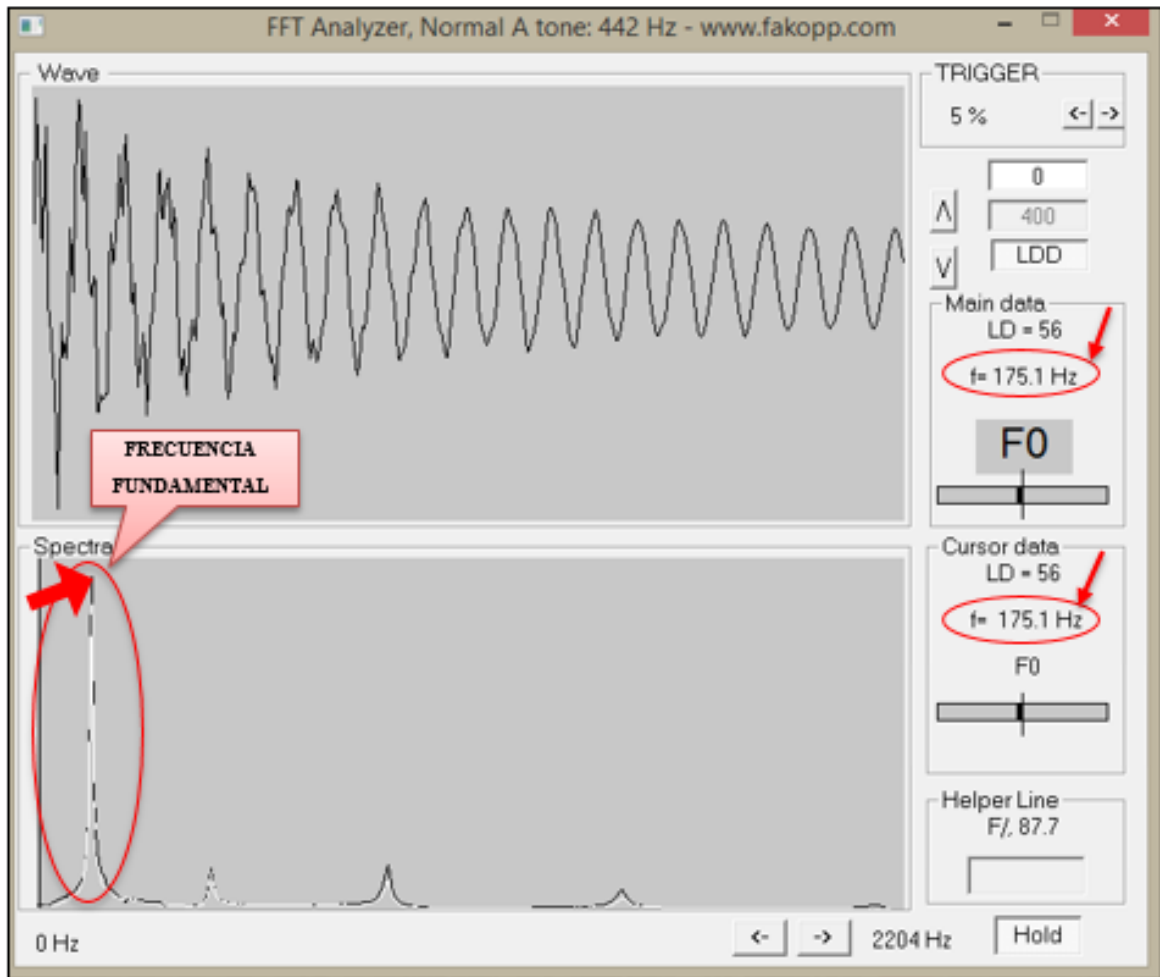 FFT Analyzer, Normal A tone: 442 Hz - www.fakopp.com
Wave
TRIGGER
5 %
<- ->
0
Λ
400
V
LDD
Main data
LD = 56
f= 175.1 Hz
F0
FRECUENCIA
FUNDAMENTAL
Spectra
Cursor data
LD = 56
f= 175.1 Hz
F0
Helper Line
F/, 87.7
0 Hz
<- -> 2204 Hz
Hold